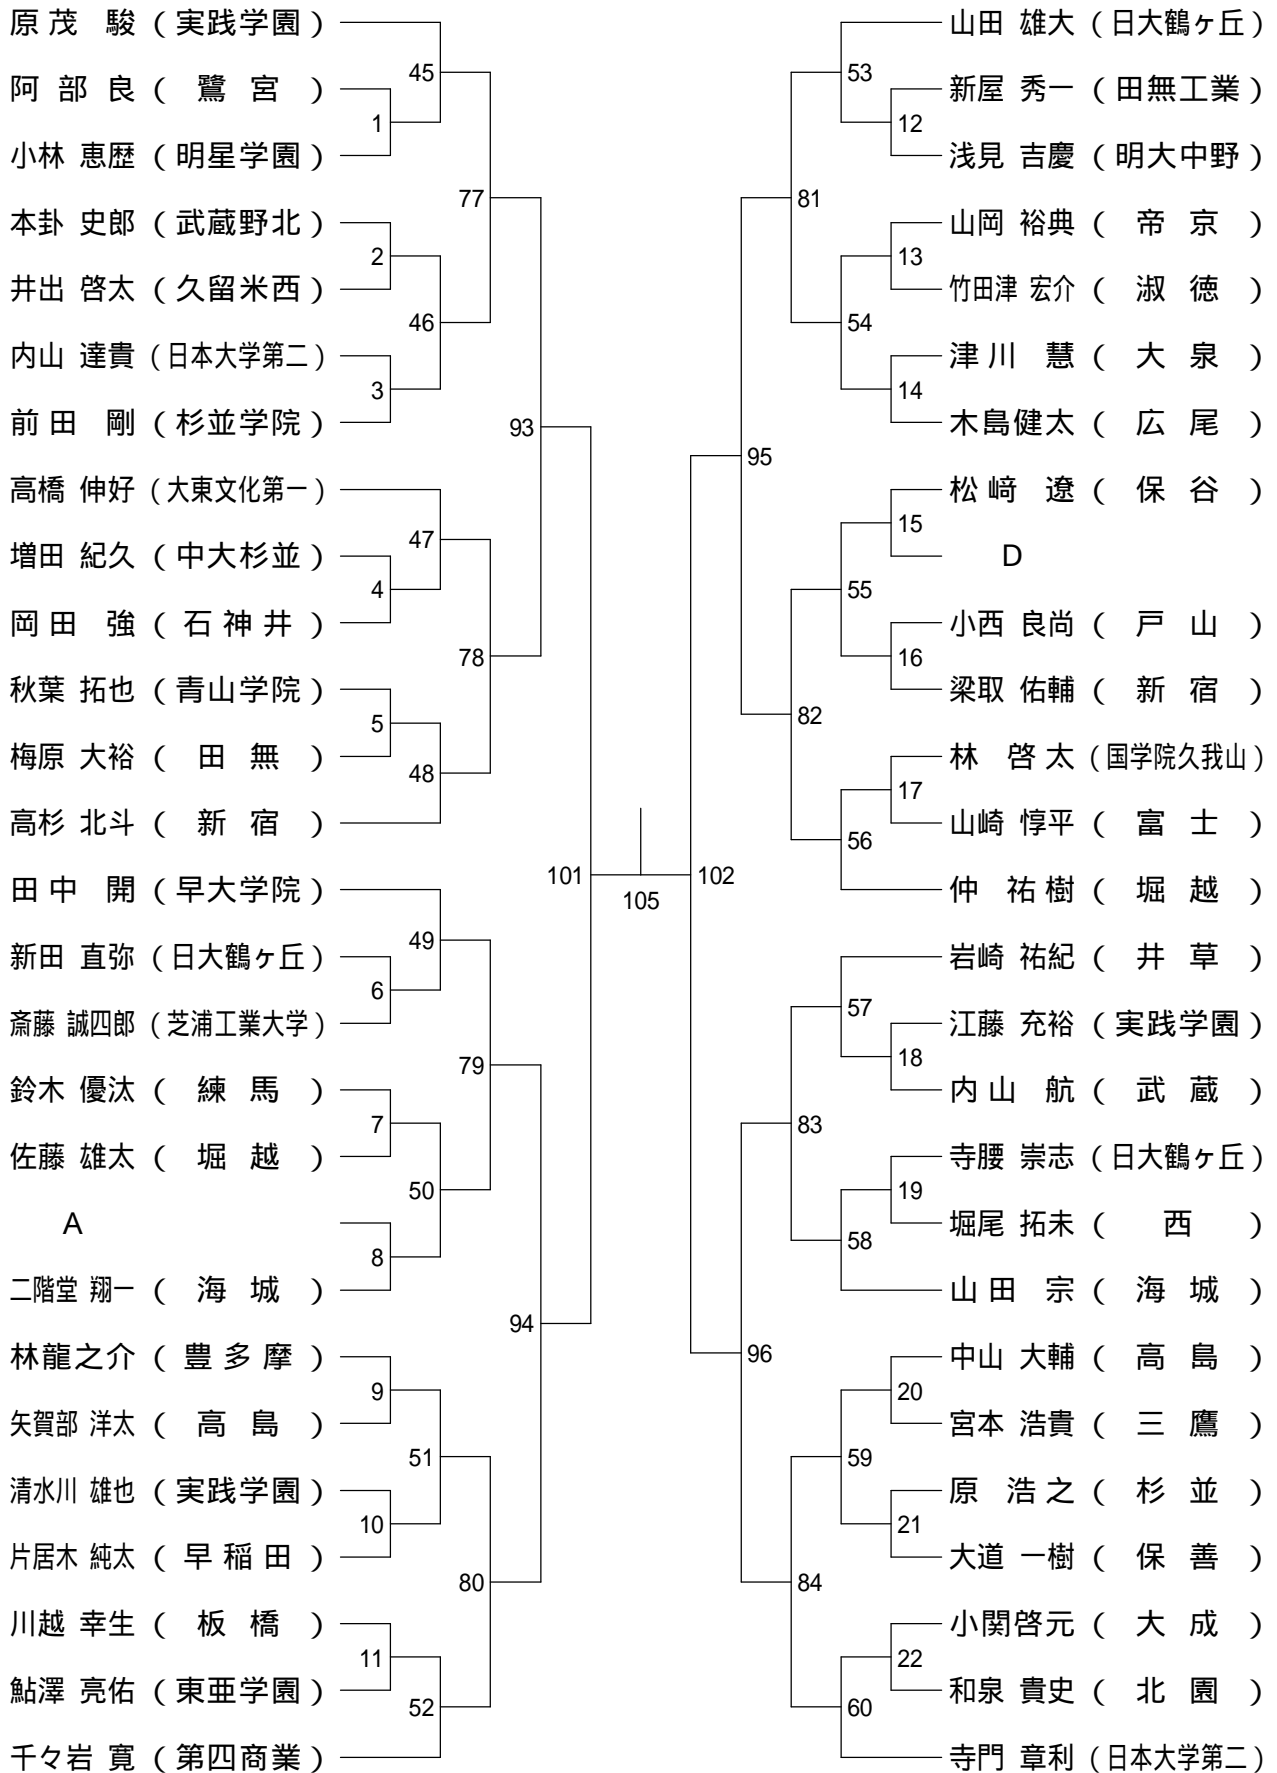 原茂 駿 （実践学園）
阿部良 （ 鷺宮 ）
小林 恵歴 （明星学園）
本卦 史郎 （武蔵野北）
井出 啓太 （久留米西）
内山 達貴 （日本大学第二）
前田 剛 （杉並学院）
高橋 伸好 （大東文化第一）
増田 紀久 （中大杉並）
岡田 強 （石神井）
秋葉 拓也 （青山学院）
梅原 大裕 （ 田無 ）
高杉 北斗 （ 新宿 ）
田中 開 （早大学院）
新田 直弥 （日大鶴ヶ丘）
斎藤 誠四郎 （芝浦工業大学）
鈴木 優汰 （ 練馬 ）
佐藤 雄太 （ 堀越 ）
A
二階堂 翔一 （ 海城 ）
林龍之介 （豊多摩）
矢賀部 洋太 （ 高島 ）
清水川 雄也 （実践学園）
片居木 純太 （早稲田）
川越 幸生 （ 板橋 ）
鮎澤 亮佑 （東亜学園）
千々岩 寛 （第四商業）
1
2
3
4
5
6
7
8
9
10
11
45
46
47
48
49
50
51
52
77
78
79
80
93
94
101
105
102
95
96
81
82
83
84
53
54
55
56
57
58
59
60
12
13
14
15
16
17
18
19
20
21
22
山田 雄大 （日大鶴ヶ丘）
新屋 秀一 （田無工業）
浅見 吉慶 （明大中野）
山岡 裕典 （ 帝京 ）
竹田津 宏介 （ 淑徳 ）
津川 慧 （ 大泉 ）
木島健太 （ 広尾 ）
松﨑 遼 （ 保谷 ）
D
小西 良尚 （ 戸山 ）
梁取 佑輔 （ 新宿 ）
林 啓太 （国学院久我山）
山崎 惇平 （ 富士 ）
仲 祐樹 （ 堀越 ）
岩崎 祐紀 （ 井草 ）
江藤 充裕 （実践学園）
内山 航 （ 武蔵 ）
寺腰 崇志 （日大鶴ヶ丘）
堀尾 拓未 （ 西 ）
山田 宗 （ 海城 ）
中山 大輔 （ 高島 ）
宮本 浩貴 （ 三鷹 ）
原 浩之 （ 杉並 ）
大道 一樹 （ 保善 ）
小関啓元 （ 大成 ）
和泉 貴史 （ 北園 ）
寺門 章利 （日本大学第二）